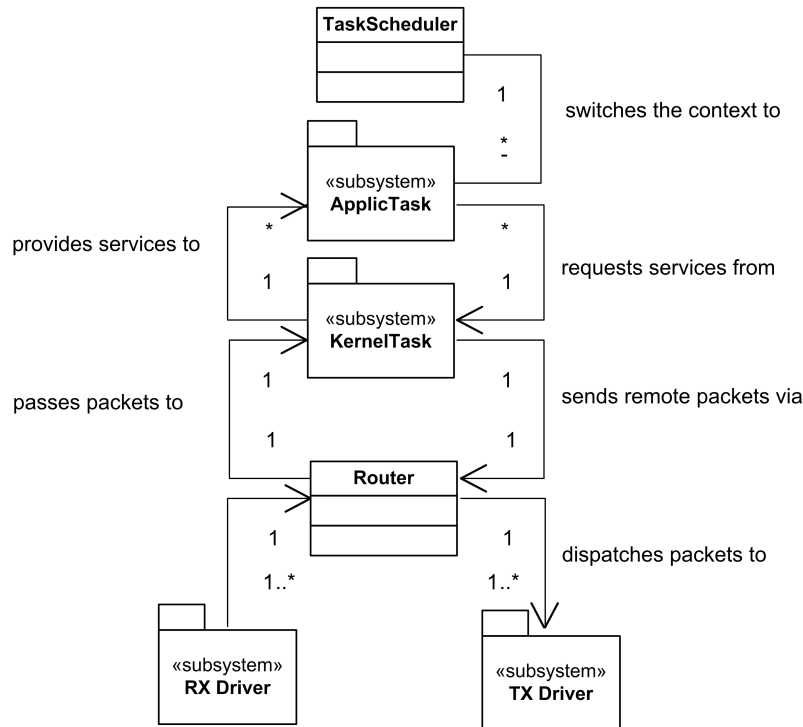 TaskScheduler
1
switches the context to
*
-
«subsystem»
ApplicTask
*
*
provides services to
requests services from
1
1
«subsystem»
KernelTask
1
1
passes packets to
sends remote packets via
1
1
Router
1
1
dispatches packets to
1..*
1..*
«subsystem»
RX Driver
«subsystem»
TX Driver